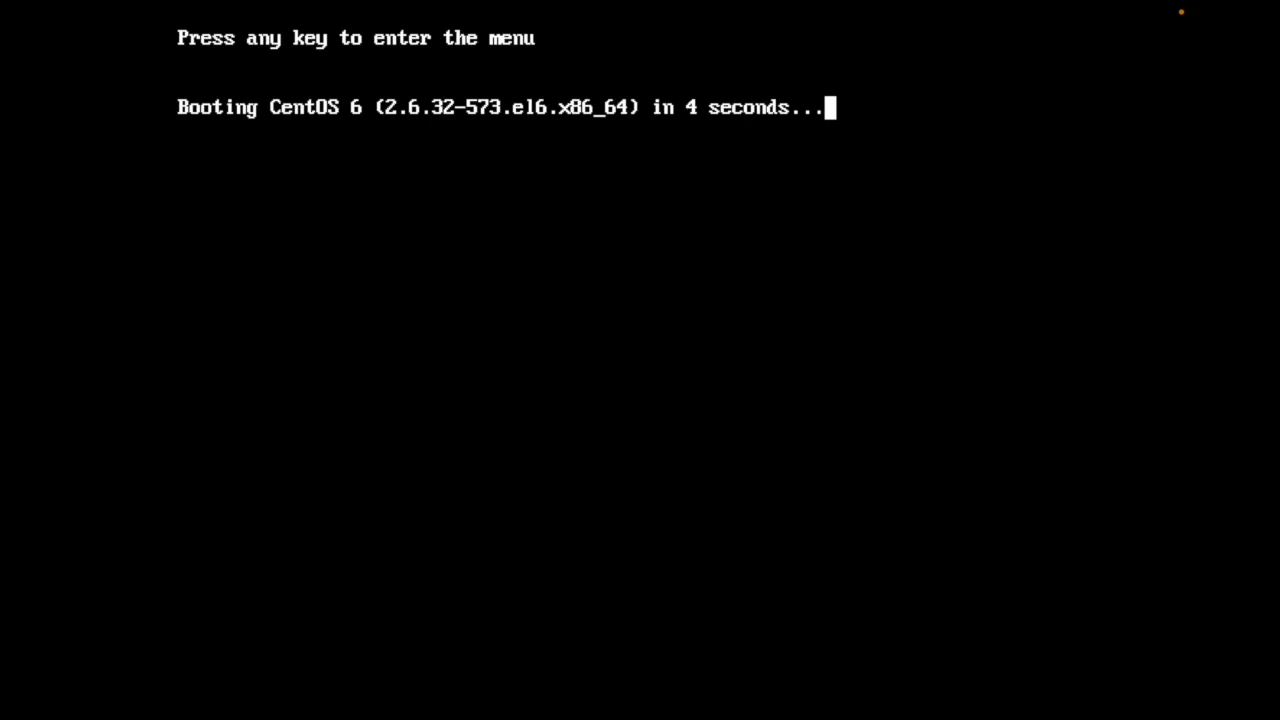 Press any key to enter the menu
Booting CentOS 6 (2.6.32-573.el6.x86_64) in 4 seconds...